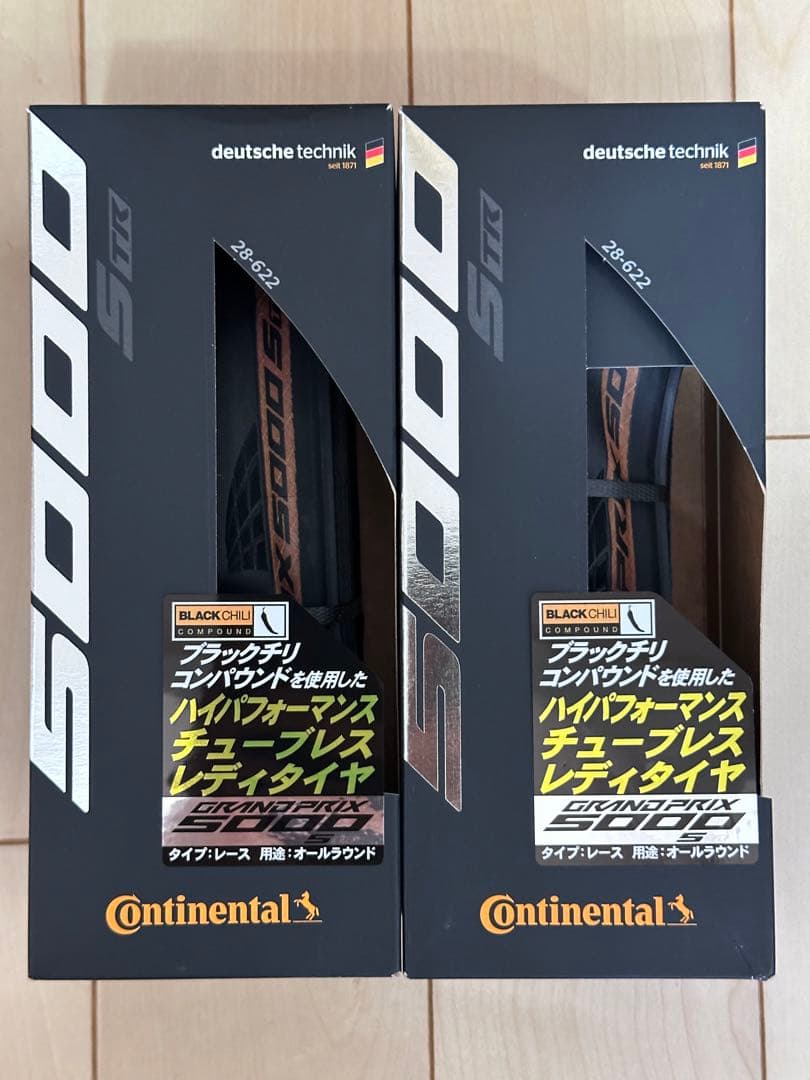 5000
S TR
deutsche technik
seit 1871
28-622
X 5000 ST
BLACK CHILI
COMPOUND
ブラックチリ
コンパウンドを使用した
ハイパフォーマンス
チューブレス
レディタイヤ
GRAND PRIX
5000
S
タイプ:レース 用途:オールラウンド
Continental
5000
S TR
deutsche technik
seit 1871
28-622
PRIX 50
BLACK CHILI
COMPOUND
ブラックチリ
コンパウンドを使用した
ハイパフォーマンス
チューブレス
レディタイヤ
GRAND PRIX
5000
S
タイプ:レース 用途:オールラウンド
Continental